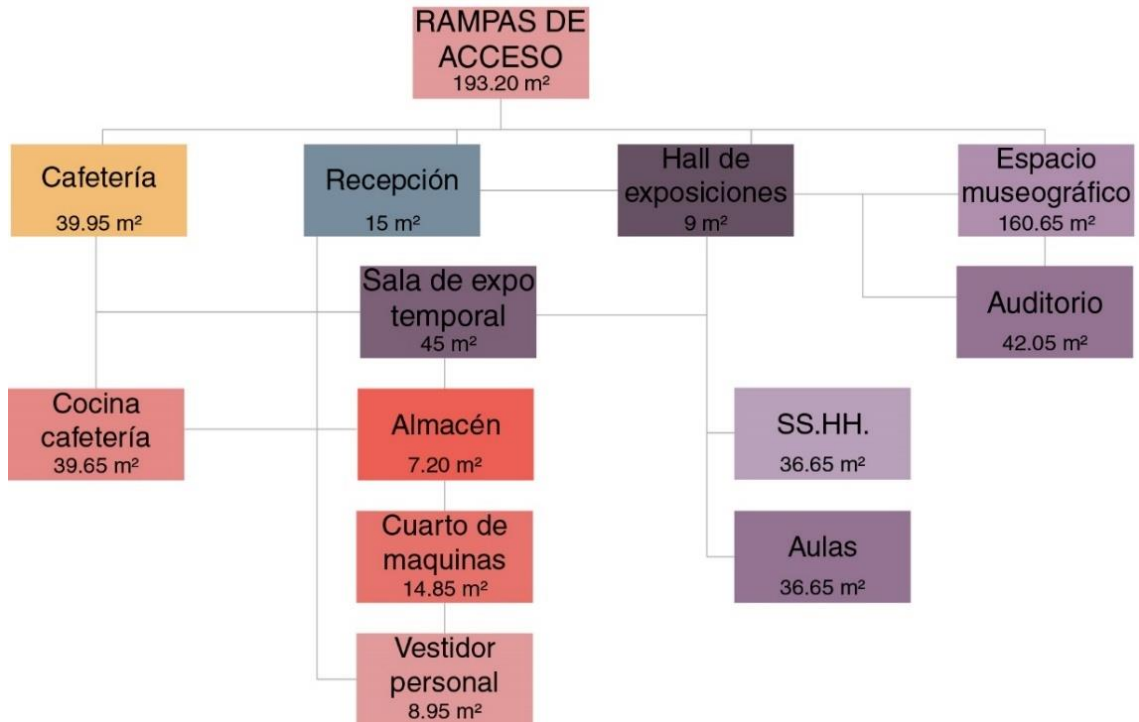 RAMPAS DE
ACCESO
193.20 m²
Cafetería
39.95 m²
Recepción
15 m²
Hall de
exposiciones
9 m²
Espacio
museográfico
160.65 m²
Sala de expo
temporal
45 m²
Auditorio
42.05 m²
Cocina
cafetería
39.65 m²
Almacén
7.20 m²
SS.HH.
36.65 m²
Cuarto de
maquinas
14.85 m²
Aulas
36.65 m²
Vestidor
personal
8.95 m²